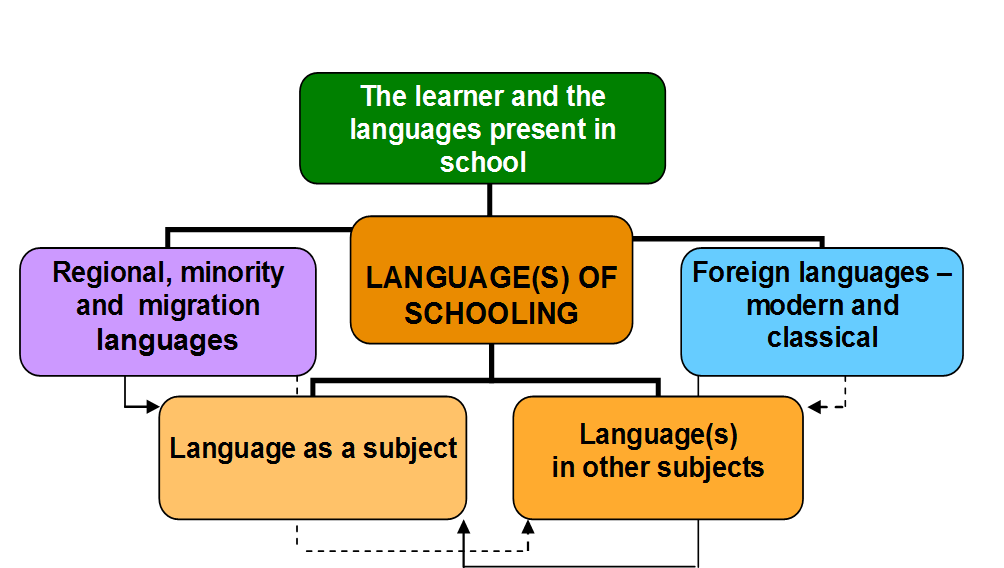 The learner and the
languages present in
school
LANGUAGE(S) OF
SCHOOLING
Regional, minority
and migration
languages
Foreign languages –
modern and
classical
Language as a subject
Language(s)
in other subjects